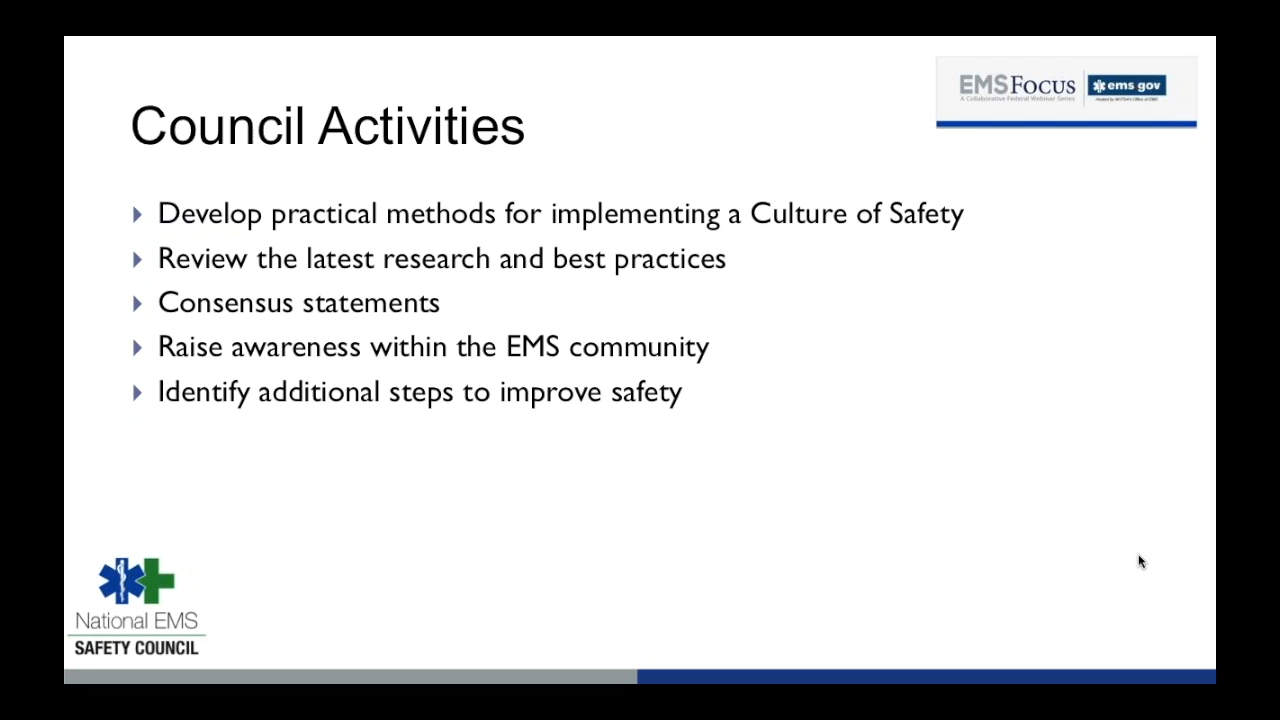 EMSFOCUS
A Collaborative Federal Webinar Series
ems gov
Hosted by NHTSA's Office of EMS
Council Activities
Develop practical methods for implementing a Culture of Safety
Review the latest research and best practices
Consensus statements
Raise awareness within the EMS community
Identify additional steps to improve safety
National EMS
SAFETY COUNCIL